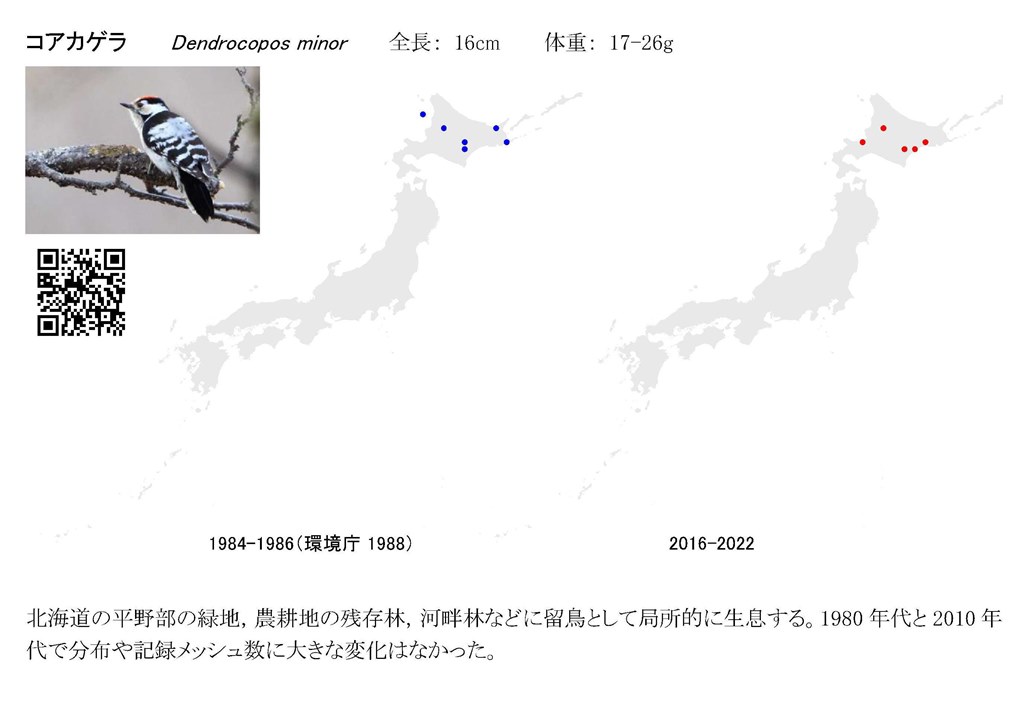 コアカゲラ Dendrocopos minor 全長： 16cm 体重： 17-26g
1984-1986（環境庁 1988） 2016-2022
北海道の平野部の緑地，農耕地の残存林，河畔林などに留鳥として局所的に生息する。1980 年代と 2010 年
代で分布や記録メッシュ数に大きな変化はなかった。